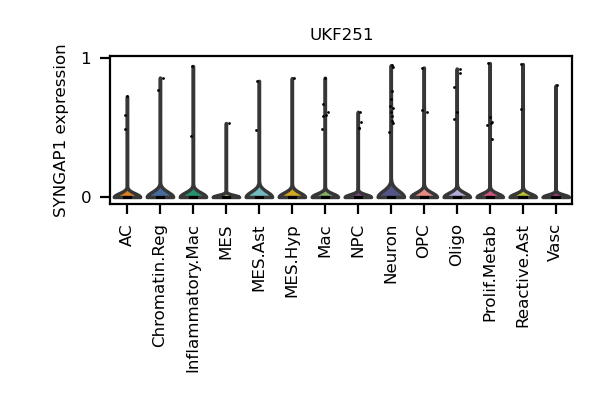 UKF251
SYNGAP1 expression
1
0
AC
Chromatin.Reg
Inflammatory.Mac
MES
MES.Ast
MES.Hyp
Mac
NPC
Neuron
OPC
Oligo
Prolif.Metab
Reactive.Ast
Vasc